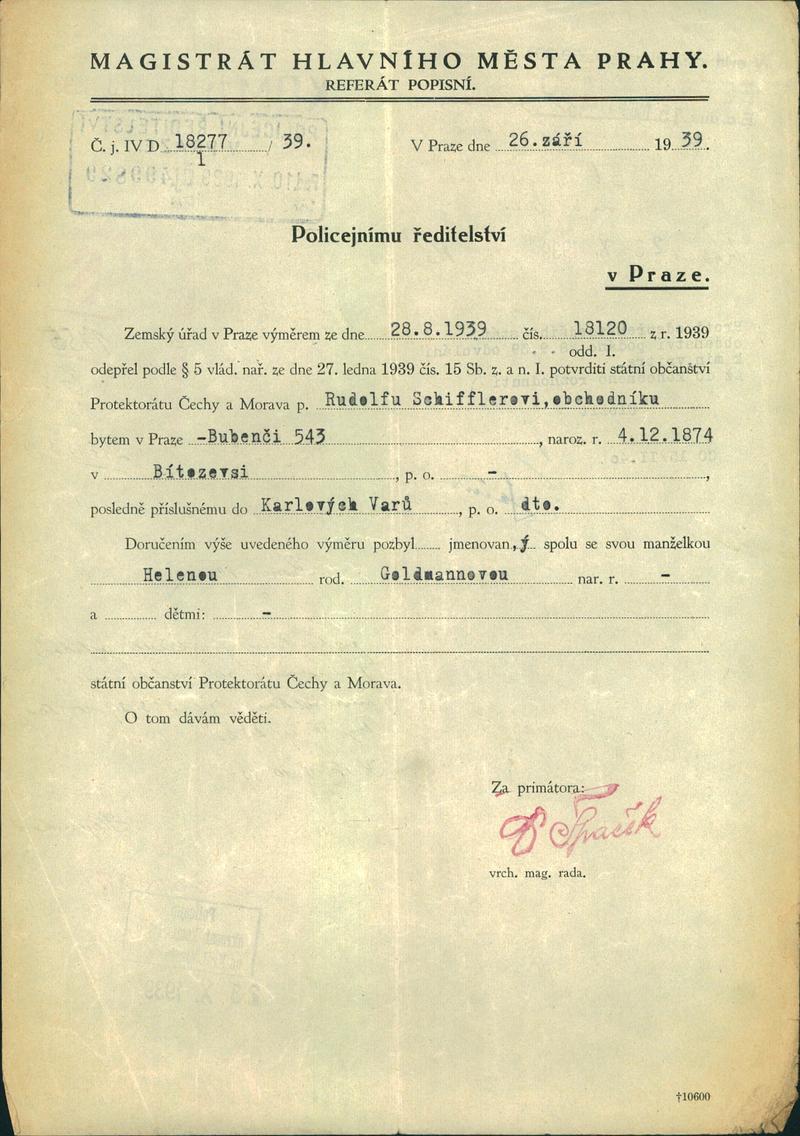 MAGISTRÁT HLAVNÍHO MĚSTA PRAHY.
REFERÁT POPISNÍ.
Č. j. IV D 18277 / 39.
1
V Praze dne 26. září 1939.
Policejnímu ředitelství
v Praze.
Zemský úřad v Praze výměrem ze dne 28.8.1939 čís. 18120 z r. 1939
odd. I.
odepřel podle § 5 vlád. nař. ze dne 27. ledna 1939 čís. 15 Sb. z. a n. I. potvrditi státní občanství
Protektorátu Čechy a Morava p. Rudolfu Schifflerovi, obchodníku
bytem v Praze -Bubenči 543, naroz. r. 4.12.1874
v Bítozevsi, p. o. -,
posledně příslušnému do Karlových Varů, p. o. dto.
Doručením výše uvedeného výměru pozbyl jmenovan.ý spolu se svou manželkou
Helenou rod. Goldmannovou nar. r. -
a dětmi: -
státní občanství Protektorátu Čechy a Morava.
O tom dávám věděti.
Za primátora:
vrch. mag. rada.
†10600